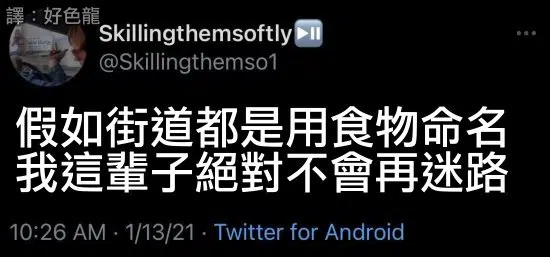 譯：好色龍
Skillingthemsoftly⏯
@Skillingthemso1
假如街道都是用食物命名
我這輩子絕對不會再迷路
10:26 AM · 1/13/21 · Twitter for Android